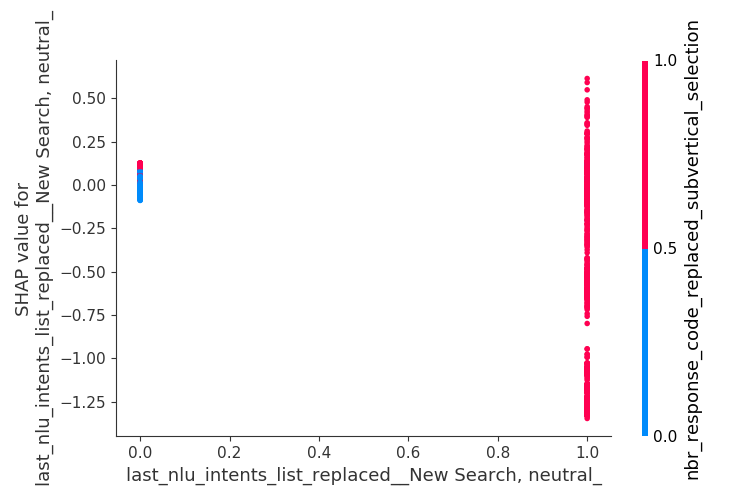 SHAP value for
last_nlu_intents_list_replaced__New Search, neutral_
0.50
0.25
0.00
−0.25
−0.50
−0.75
−1.00
−1.25
0.0 0.2 0.4 0.6 0.8 1.0
last_nlu_intents_list_replaced__New Search, neutral_
1.0
0.5
0.0
nbr_response_code_replaced_subvertical_selection